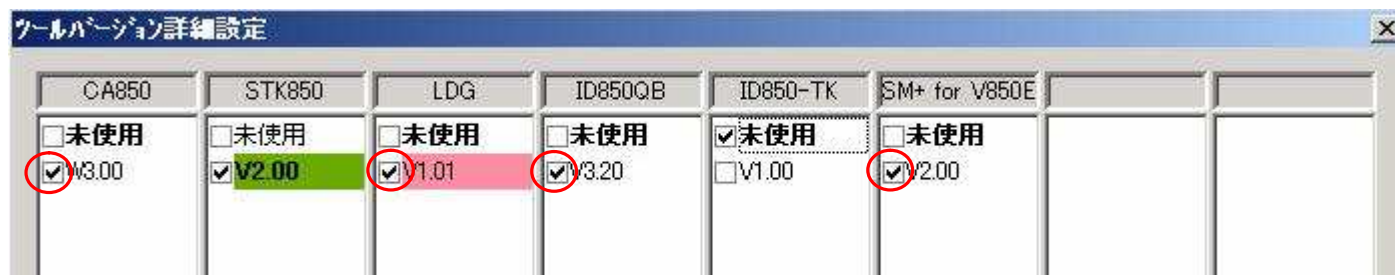 ツールバージョン詳細設定
CA850 STK850 LDG ID850QB ID850-TK SM+ for V850E
未使用 未使用 未使用 未使用 未使用 未使用
W3.00 V2.00 V1.01 V3.20 V1.00 V2.00